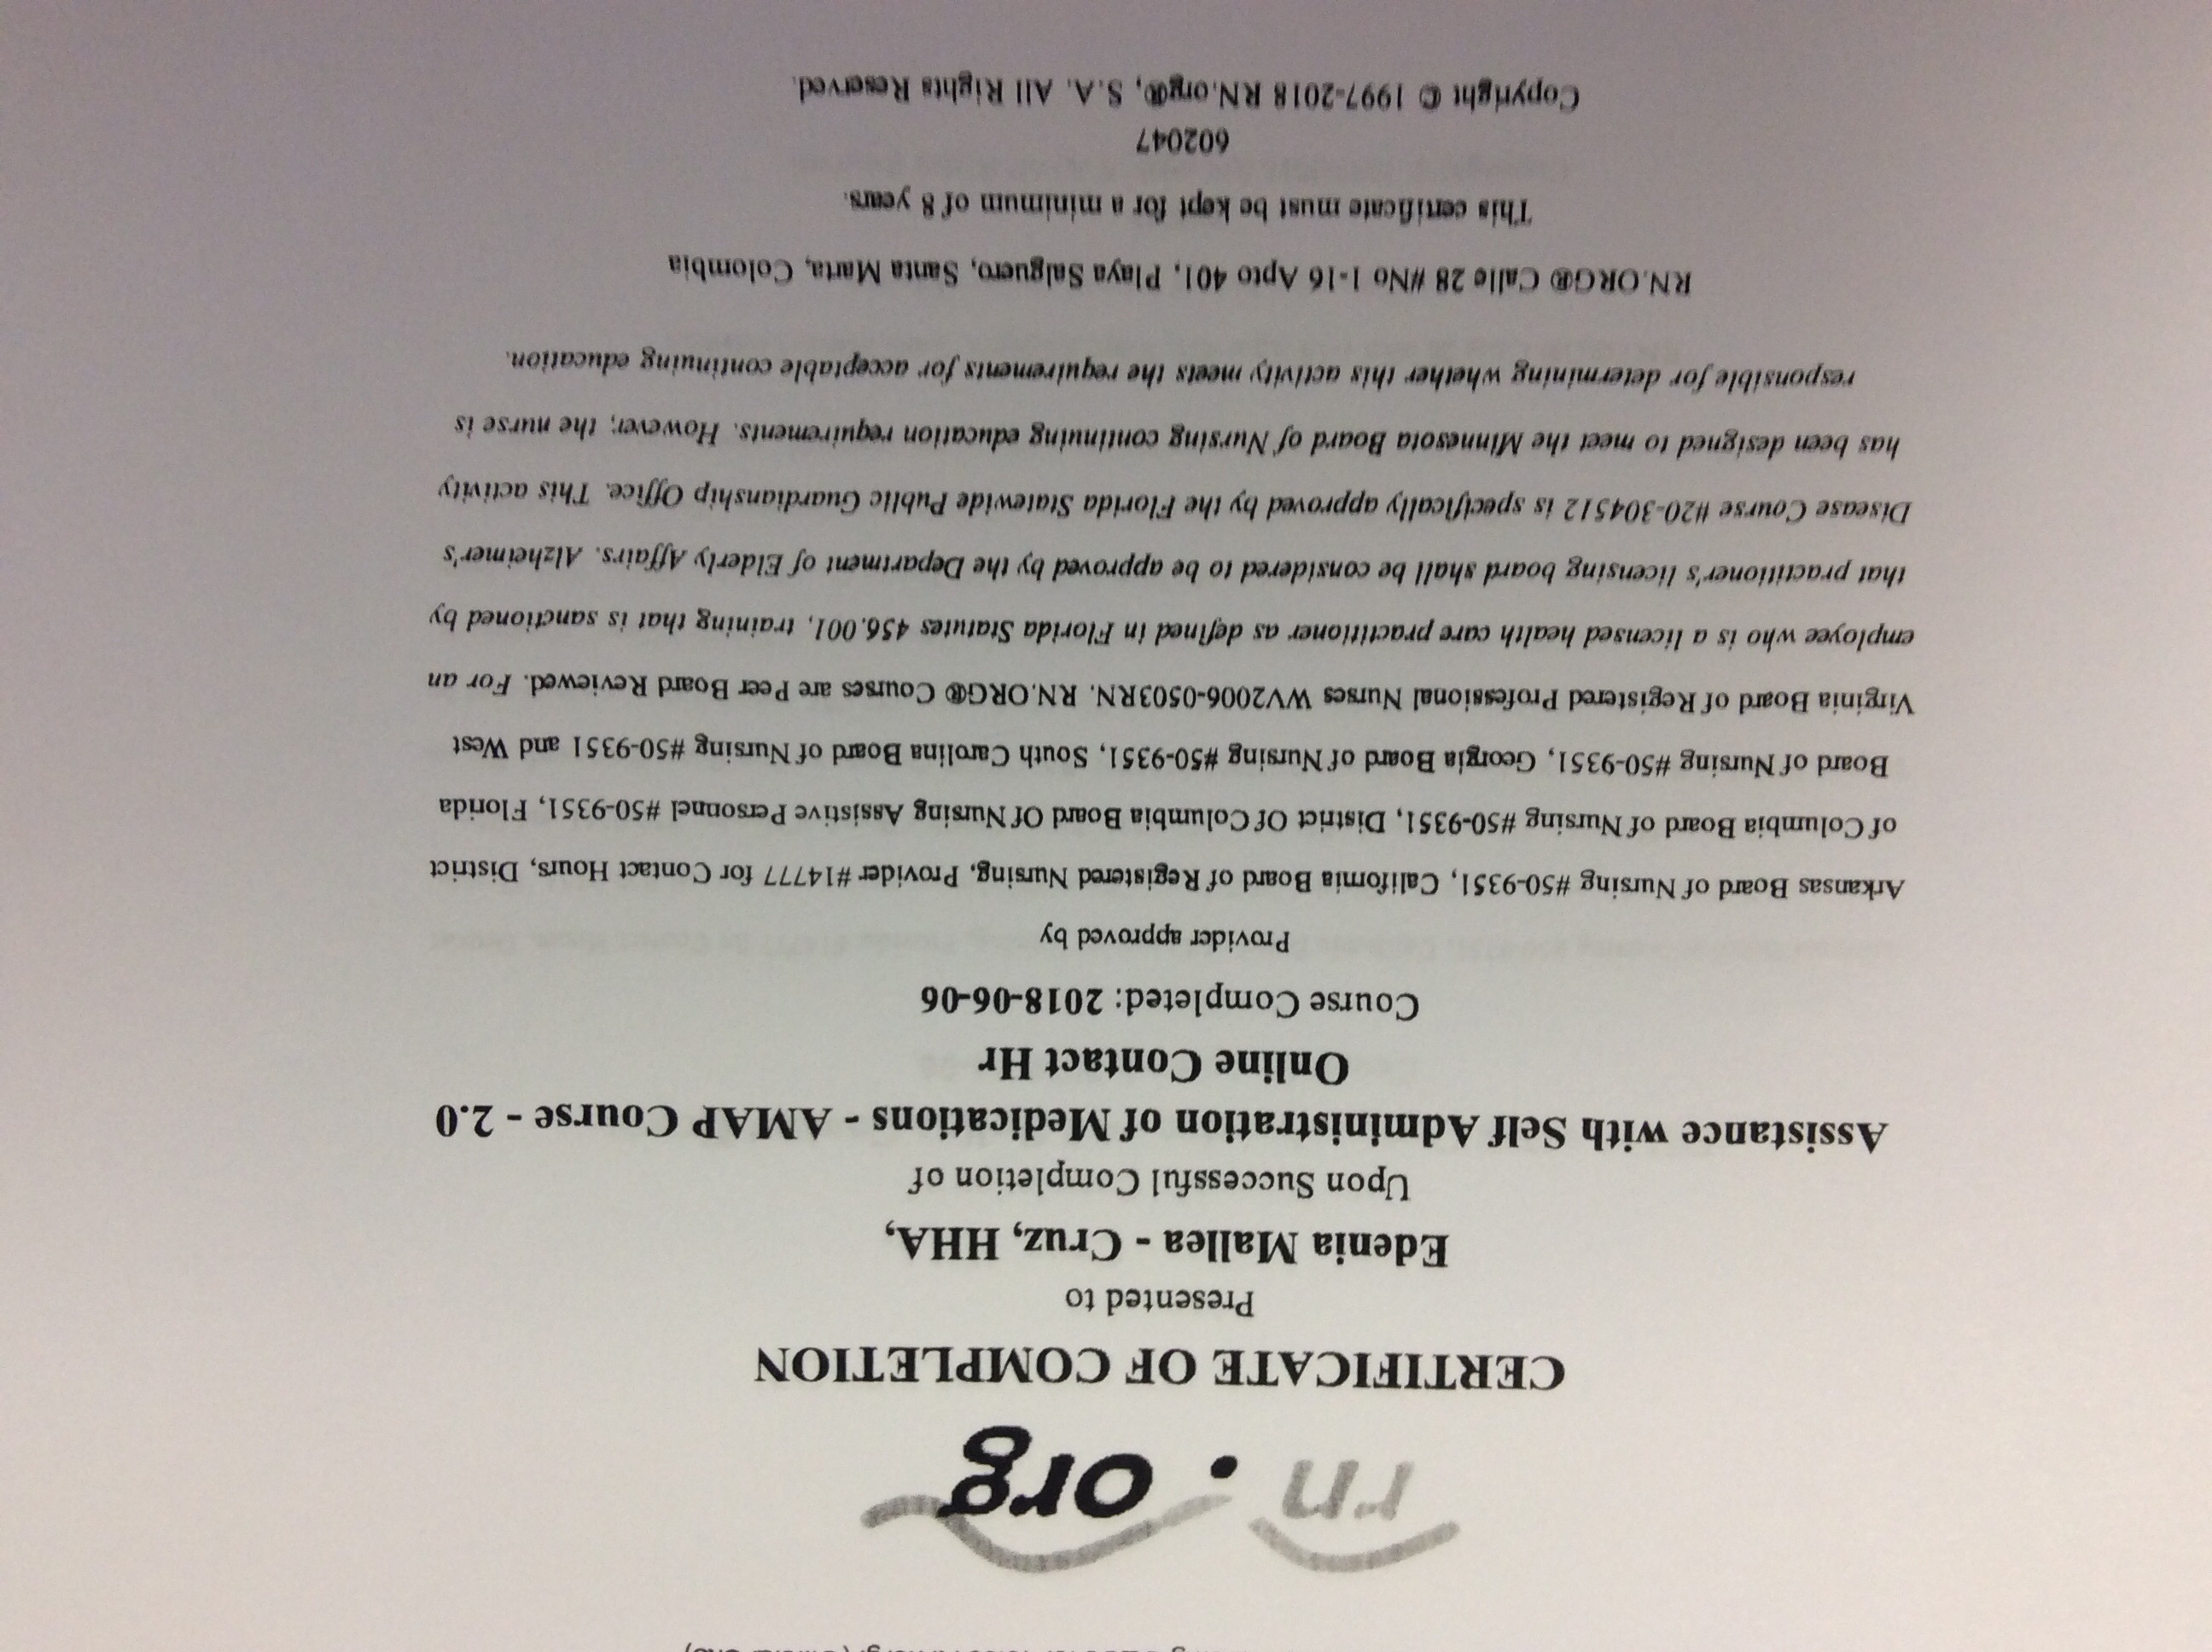 rn.org
CERTIFICATE OF COMPLETION
Presented to
Edenia Mallea - Cruz, HHA,
Upon Successful Completion of
Assistance with Self Administration of Medications - AMAP Course - 2.0
Online Contact Hr
Course Completed: 2018-06-06
Provider approved by
Arkansas Board of Nursing #50-9351, California Board of Registered Nursing, Provider #14777 for Contact Hours, District
of Columbia Board of Nursing #50-9351, District Of Columbia Board Of Nursing Assistive Personnel #50-9351, Florida
Board of Nursing #50-9351, Georgia Board of Nursing #50-9351, South Carolina Board of Nursing #50-9351 and West
Virginia Board of Registered Professional Nurses WV2006-0503RN. RN.ORG® Courses are Peer Board Reviewed. For an
employee who is a licensed health care practitioner as defined in Florida Statutes 456.001, training that is sanctioned by
that practitioner's licensing board shall be considered to be approved by the Department of Elderly Affairs. Alzheimer's
Disease Course #20-304512 is specifically approved by the Florida Statewide Public Guardianship Office. This activity
has been designed to meet the Minnesota Board of Nursing continuing education requirements. However, the nurse is
responsible for determining whether this activity meets the requirements for acceptable continuing education.
RN.ORG® Calle 28 #No 1-16 Apto 401, Playa Salguero, Santa Marta, Colombia
This certificate must be kept for a minimum of 8 years.
602047
Copyright © 1997-2018 RN.org®, S.A. All Rights Reserved.